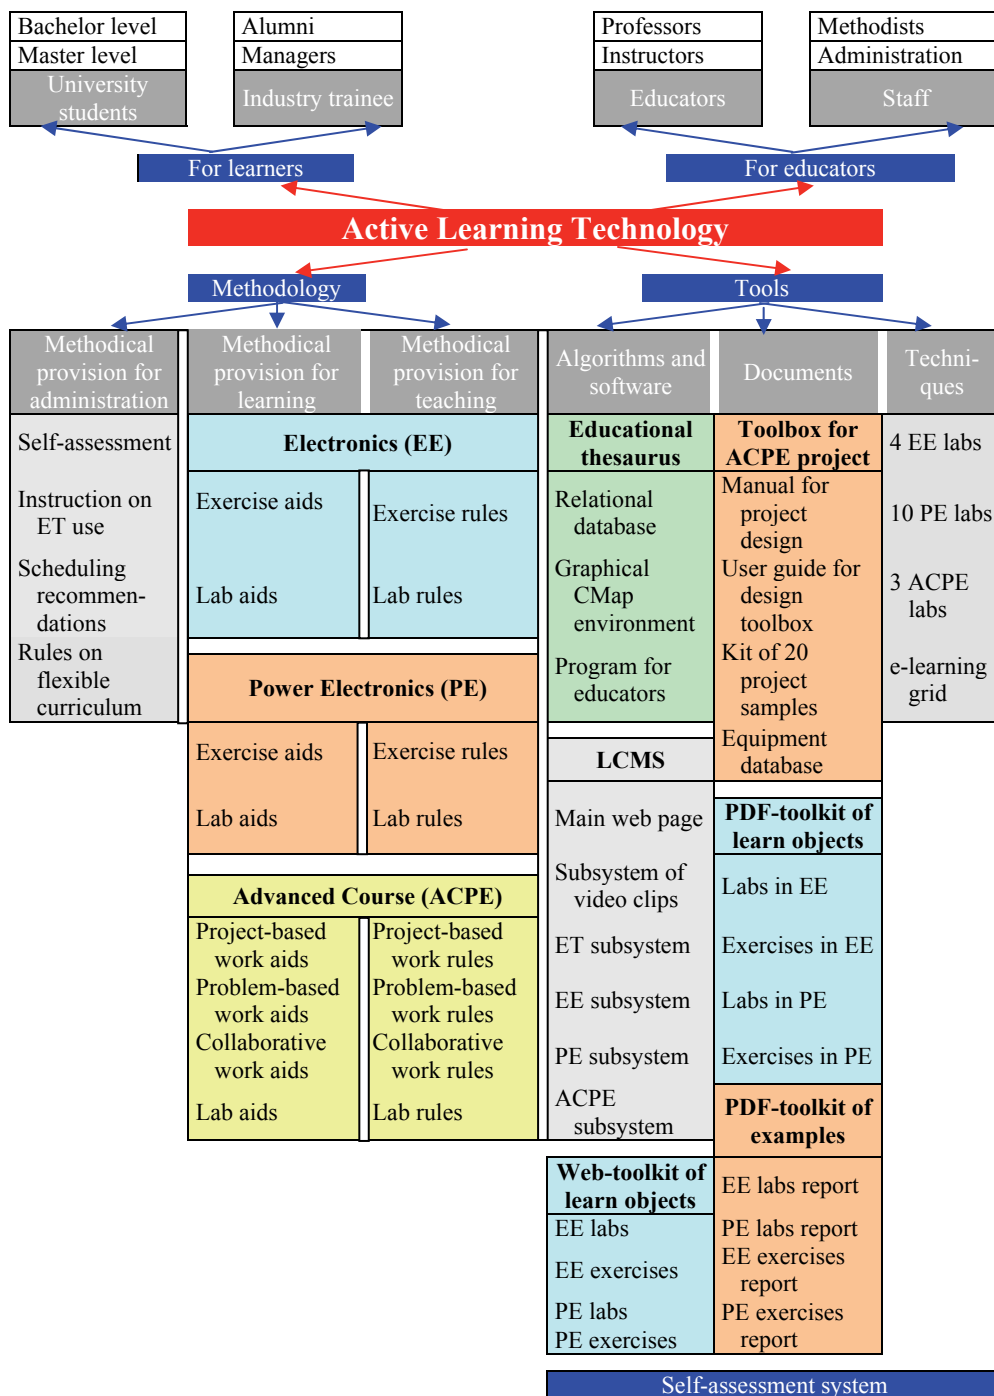 Bachelor level
Master level
University
students
Alumni
Managers
Industry trainee
Professors
Instructors
Educators
Methodists
Administration
Staff
For learners
For educators
Active Learning Technology
Methodology
Tools
Methodical
provision for
administration
Methodical
provision for
learning
Methodical
provision for
teaching
Algorithms and
software
Documents
Techni-
ques
Self-assessment
Instruction on
ET use
Scheduling
recommen-
dations
Rules on
flexible
curriculum
Electronics (EE)
Exercise aids
Lab aids
Exercise rules
Lab rules
Power Electronics (PE)
Exercise aids
Lab aids
Exercise rules
Lab rules
Advanced Course (ACPE)
Project-based
work aids
Problem-based
work aids
Collaborative
work aids
Lab aids
Project-based
work rules
Problem-based
work rules
Collaborative
work rules
Lab rules
Educational
thesaurus
Relational
database
Graphical
CMap
environment
Program for
educators
LCMS
Main web page
Subsystem of
video clips
ET subsystem
EE subsystem
PE subsystem
ACPE
subsystem
Web-toolkit of
learn objects
EE labs
EE exercises
PE labs
PE exercises
Toolbox for
ACPE project
Manual for
project
design
User guide for
design
toolbox
Kit of 20
project
samples
Equipment
database
PDF-toolkit of
learn objects
Labs in EE
Exercises in EE
Labs in PE
Exercises in PE
PDF-toolkit of
examples
EE labs report
PE labs report
EE exercises
report
PE exercises
report
4 EE labs
10 PE labs
3 ACPE
labs
e-learning
grid
Self-assessment system